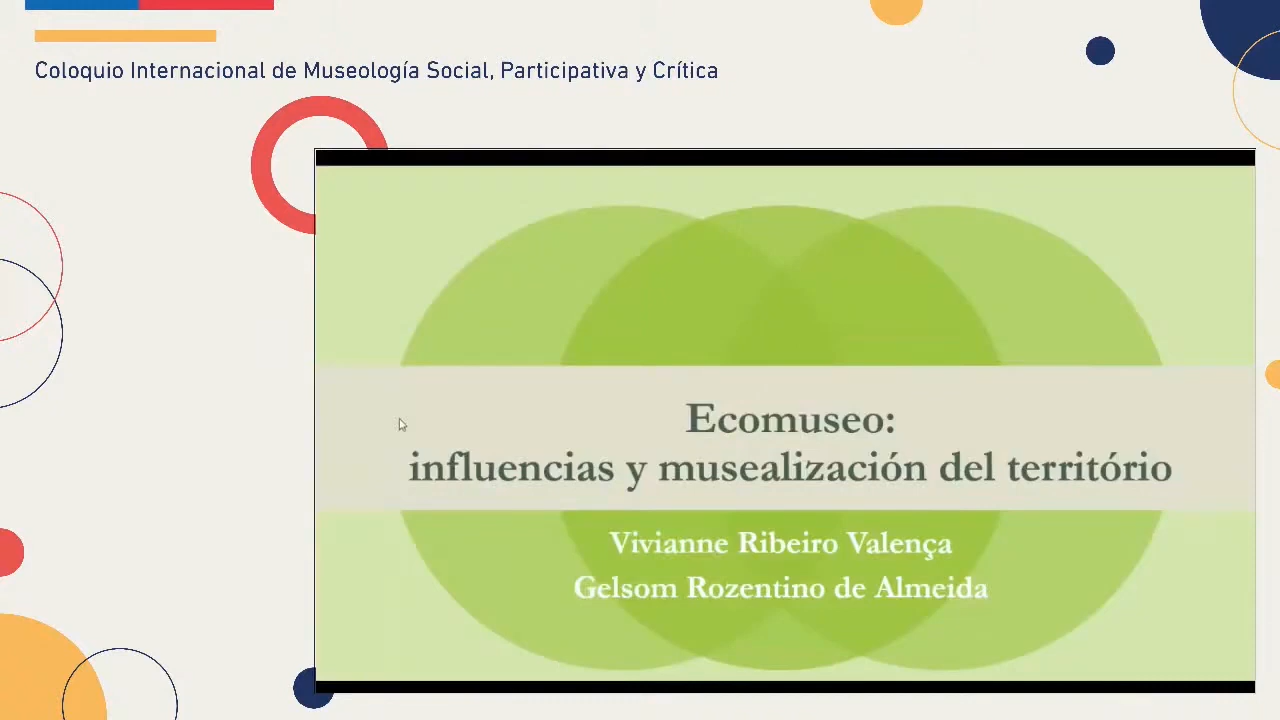 Coloquio Internacional de Museología Social, Participativa y Crítica
Ecomuseo:
influencias y musealización del território
Vivianne Ribeiro Valença
Gelsom Rozentino de Almeida